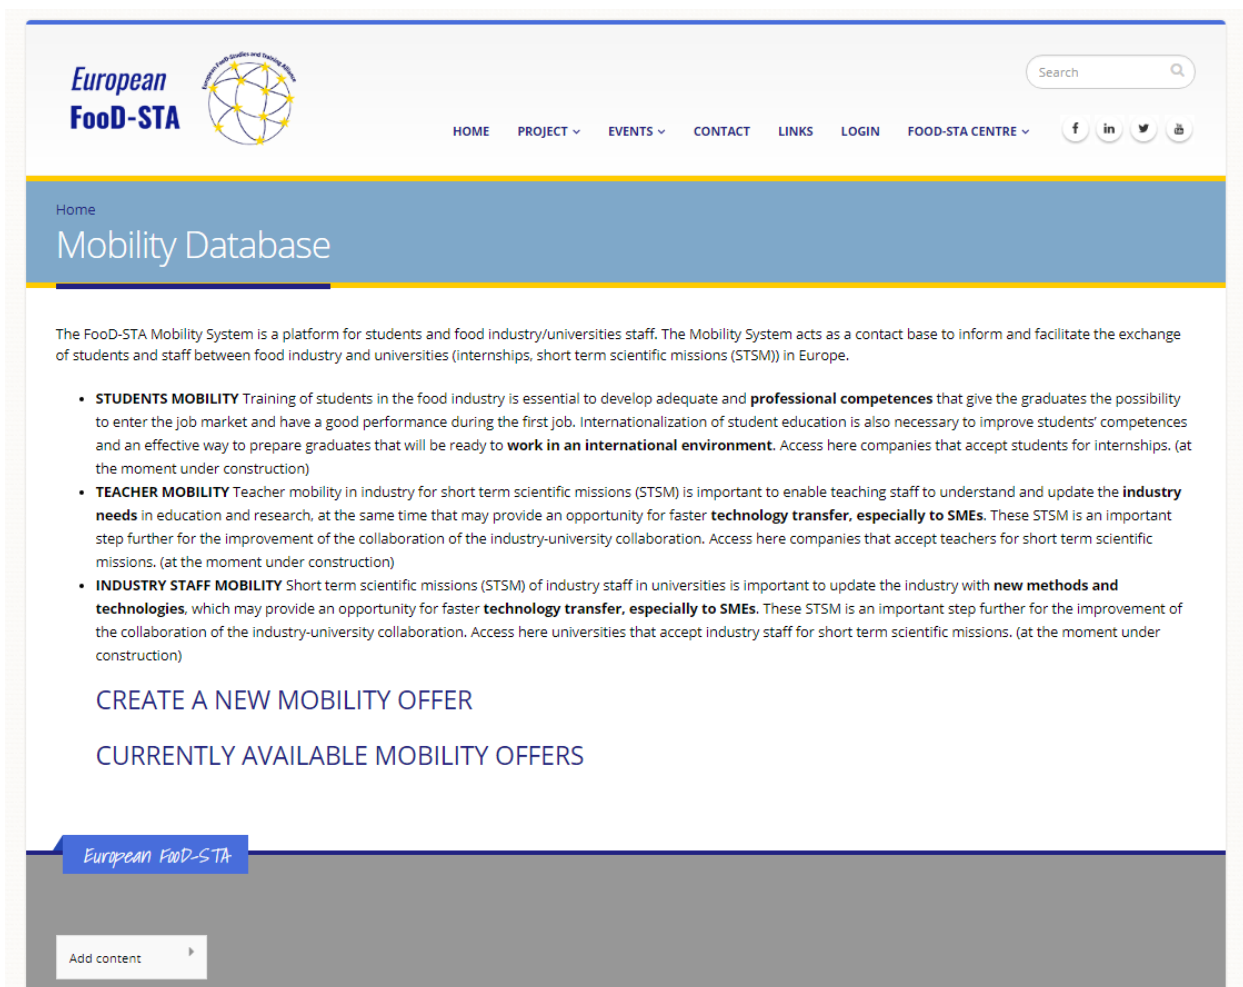 European
FooD-STA
European FooD-Studies and Training Alliance
Search
HOME PROJECT EVENTS CONTACT LINKS LOGIN FOOD-STA CENTRE
Home
Mobility Database
The FooD-STA Mobility System is a platform for students and food industry/universities staff. The Mobility System acts as a contact base to inform and facilitate the exchange
of students and staff between food industry and universities (internships, short term scientific missions (STSM)) in Europe.
• STUDENTS MOBILITY Training of students in the food industry is essential to develop adequate and professional competences that give the graduates the possibility
to enter the job market and have a good performance during the first job. Internationalization of student education is also necessary to improve students’ competences
and an effective way to prepare graduates that will be ready to work in an international environment. Access here companies that accept students for internships. (at
the moment under construction)
• TEACHER MOBILITY Teacher mobility in industry for short term scientific missions (STSM) is important to enable teaching staff to understand and update the industry
needs in education and research, at the same time that may provide an opportunity for faster technology transfer, especially to SMEs. These STSM is an important
step further for the improvement of the collaboration of the industry-university collaboration. Access here companies that accept teachers for short term scientific
missions. (at the moment under construction)
• INDUSTRY STAFF MOBILITY Short term scientific missions (STSM) of industry staff in universities is important to update the industry with new methods and
technologies, which may provide an opportunity for faster technology transfer, especially to SMEs. These STSM is an important step further for the improvement of
the collaboration of the industry-university collaboration. Access here universities that accept industry staff for short term scientific missions. (at the moment under
construction)
CREATE A NEW MOBILITY OFFER
CURRENTLY AVAILABLE MOBILITY OFFERS
European FooD-STA
Add content